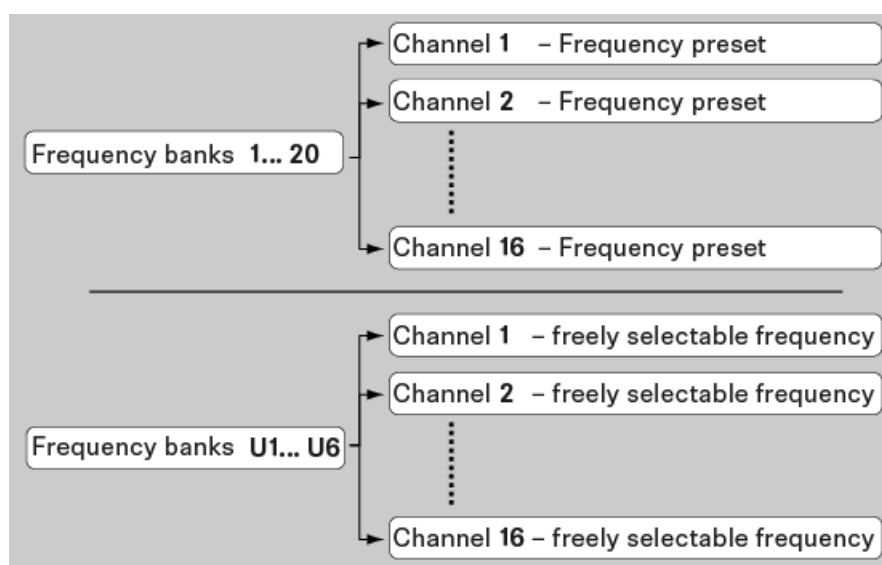 Channel 1 – Frequency preset
Channel 2 – Frequency preset
Frequency banks 1... 20
Channel 16 – Frequency preset
Channel 1 – freely selectable frequency
Channel 2 – freely selectable frequency
Frequency banks U1... U6
Channel 16 – freely selectable frequency